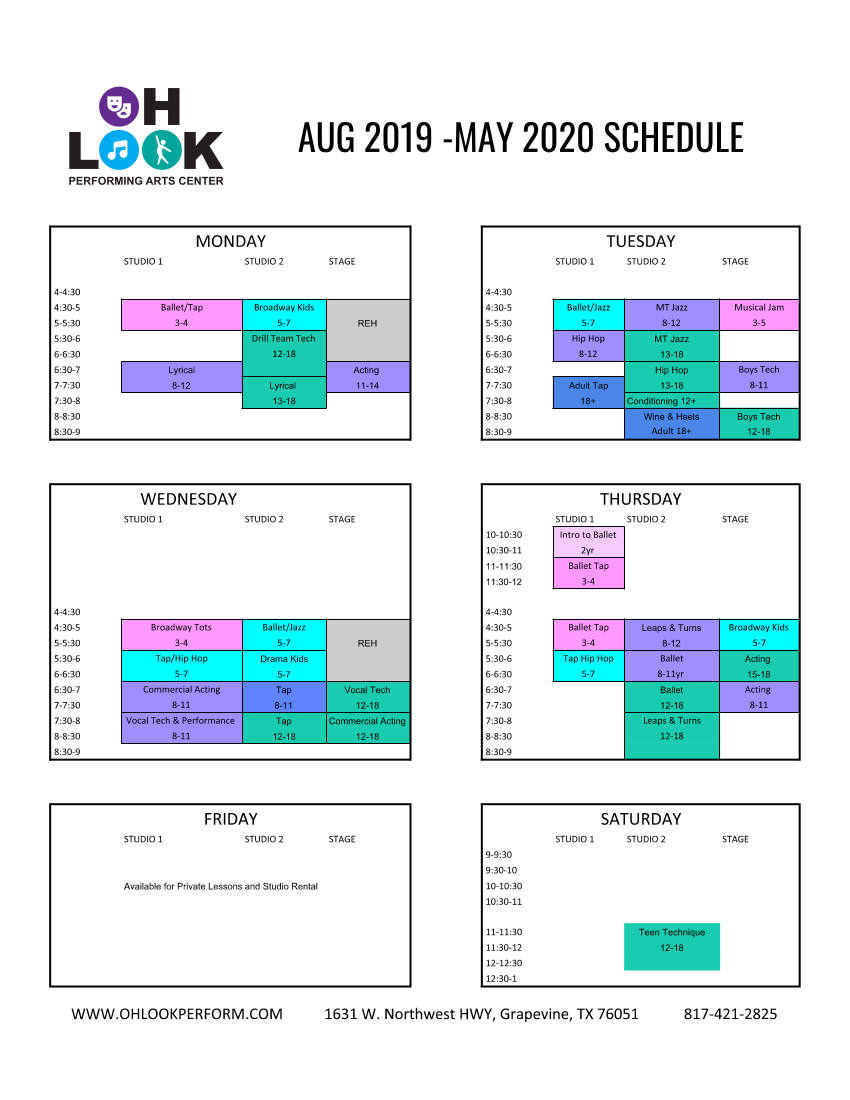 OH
LOOK
PERFORMING ARTS CENTER
AUG 2019 -MAY 2020 SCHEDULE
MONDAY
STUDIO 1 STUDIO 2 STAGE
4-4:30
4:30-5 Ballet/Tap Broadway Kids
5-5:30 3-4 5-7 REH
5:30-6 Drill Team Tech
6-6:30 12-18
6:30-7 Lyrical Acting
7-7:30 8-12 Lyrical 11-14
7:30-8 13-18
8-8:30
8:30-9
TUESDAY
STUDIO 1 STUDIO 2 STAGE
4-4:30
4:30-5 Ballet/Jazz MT Jazz Musical Jam
5-5:30 5-7 8-12 3-5
5:30-6 Hip Hop MT Jazz
6-6:30 8-12 13-18
6:30-7 Hip Hop Boys Tech
7-7:30 Adult Tap 13-18 8-11
7:30-8 18+ Conditioning 12+
8-8:30 Wine & Heels Boys Tech
8:30-9 Adult 18+ 12-18
WEDNESDAY
STUDIO 1 STUDIO 2 STAGE
4-4:30
4:30-5 Broadway Tots Ballet/Jazz
5-5:30 3-4 5-7 REH
5:30-6 Tap/Hip Hop Drama Kids
6-6:30 5-7 5-7
6:30-7 Commercial Acting Tap Vocal Tech
7-7:30 8-11 8-11 12-18
7:30-8 Vocal Tech & Performance Tap Commercial Acting
8-8:30 8-11 12-18 12-18
8:30-9
THURSDAY
STUDIO 1 STUDIO 2 STAGE
10-10:30 Intro to Ballet
10:30-11 2yr
11-11:30 Ballet Tap
11:30-12 3-4
4-4:30
4:30-5 Ballet Tap Leaps & Turns Broadway Kids
5-5:30 3-4 8-12 5-7
5:30-6 Tap Hip Hop Ballet Acting
6-6:30 5-7 8-11yr 15-18
6:30-7 Ballet Acting
7-7:30 12-18 8-11
7:30-8 Leaps & Turns
8-8:30 12-18
8:30-9
FRIDAY
STUDIO 1 STUDIO 2 STAGE
Available for Private Lessons and Studio Rental
SATURDAY
STUDIO 1 STUDIO 2 STAGE
9-9:30
9:30-10
10-10:30
10:30-11
11-11:30 Teen Technique
11:30-12 12-18
12-12:30
12:30-1
WWW.OHLOOKPERFORM.COM 1631 W. Northwest HWY, Grapevine, TX 76051 817-421-2825